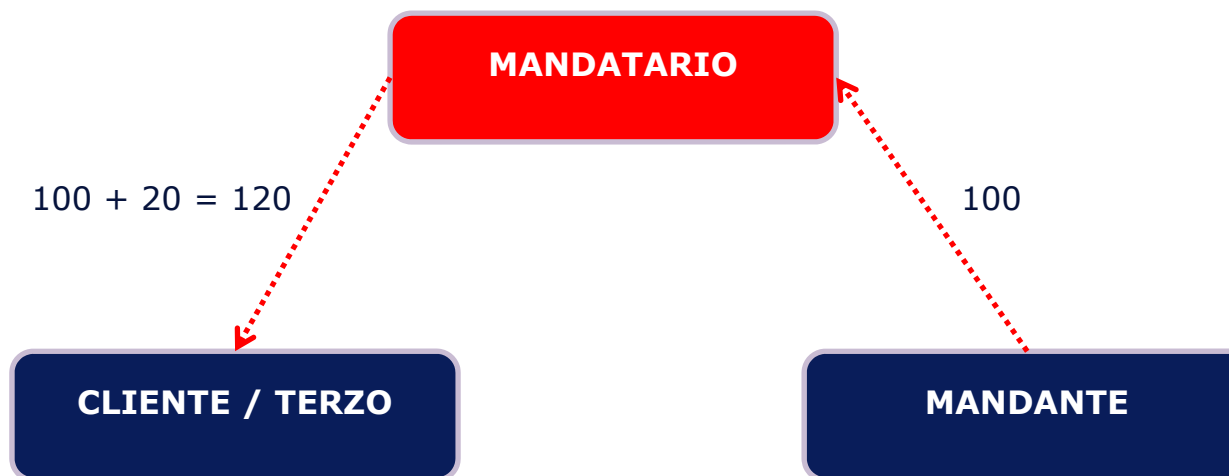 MANDATARIO
100 + 20 = 120
100
CLIENTE / TERZO
MANDANTE